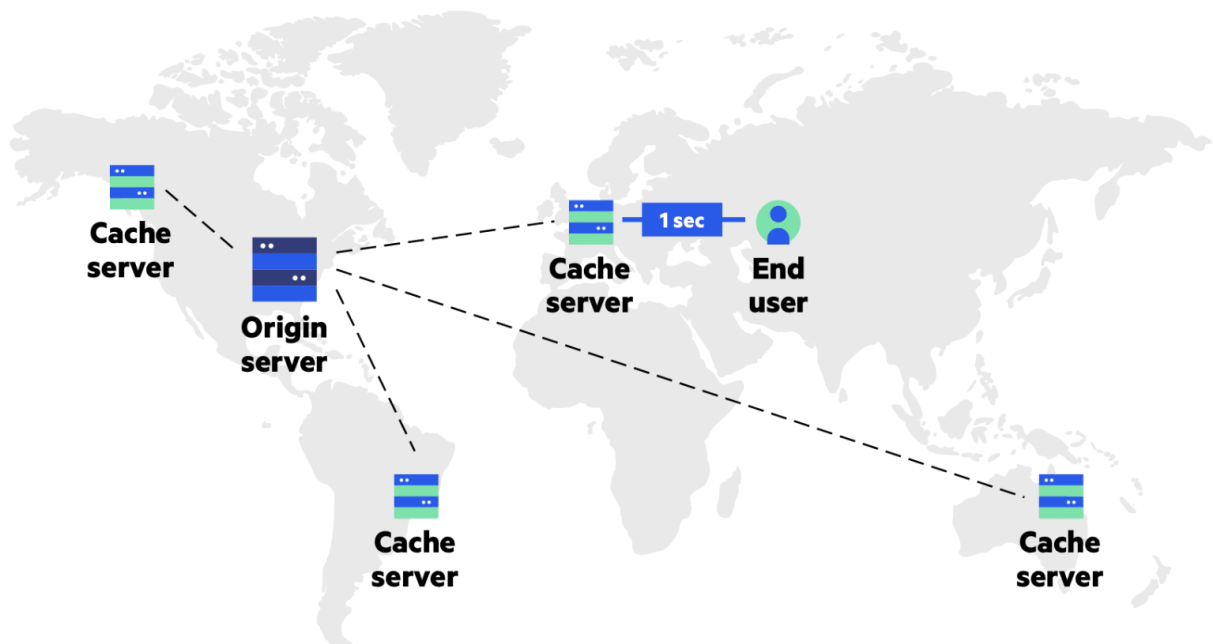 Cache
server
Origin
server
Cache
server
1 sec
End
user
Cache
server
Cache
server